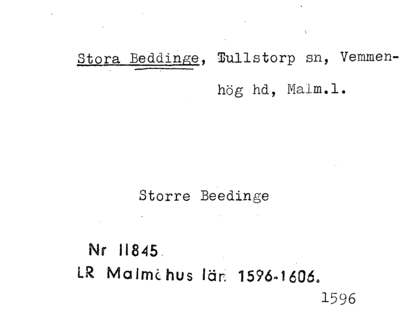 Stora Beddinge, Tullstorp sn, Vemmen-
hög hd, Malm.l.
Storre Beedinge
Nr 11845
LR Malmöhus län. 1596-1606.
1596